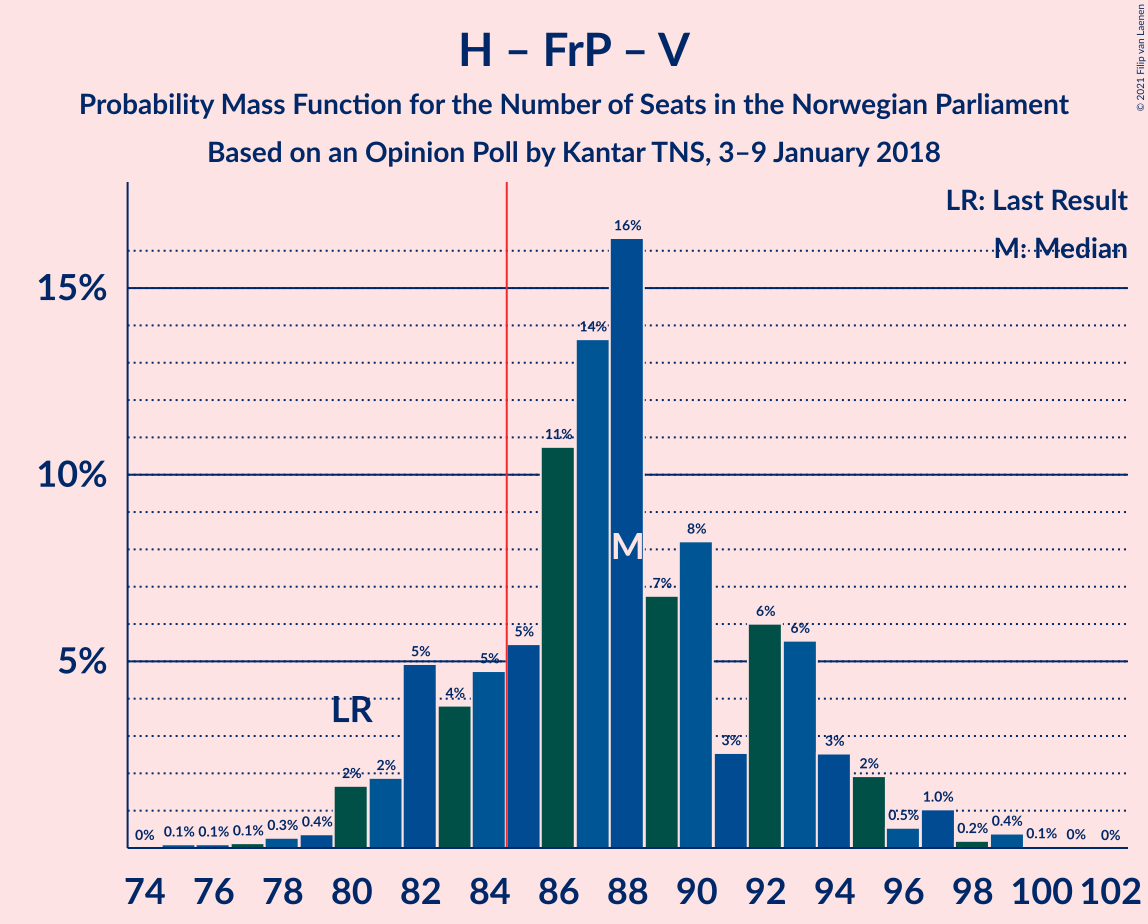 H – FrP – V
Probability Mass Function for the Number of Seats in the Norwegian Parliament
Based on an Opinion Poll by Kantar TNS, 3–9 January 2018
© 2021 Filip van Laenen
LR: Last Result
M: Median
15%
10%
5%
0% 0.1% 0.1% 0.1% 0.3% 0.4% 2% 2% 5% 4% 5% 5% 11% 14% 16% 7% 8% 3% 6% 6% 3% 2% 0.5% 1.0% 0.2% 0.4% 0.1% 0% 0%
LR
M
74 76 78 80 82 84 86 88 90 92 94 96 98 100 102